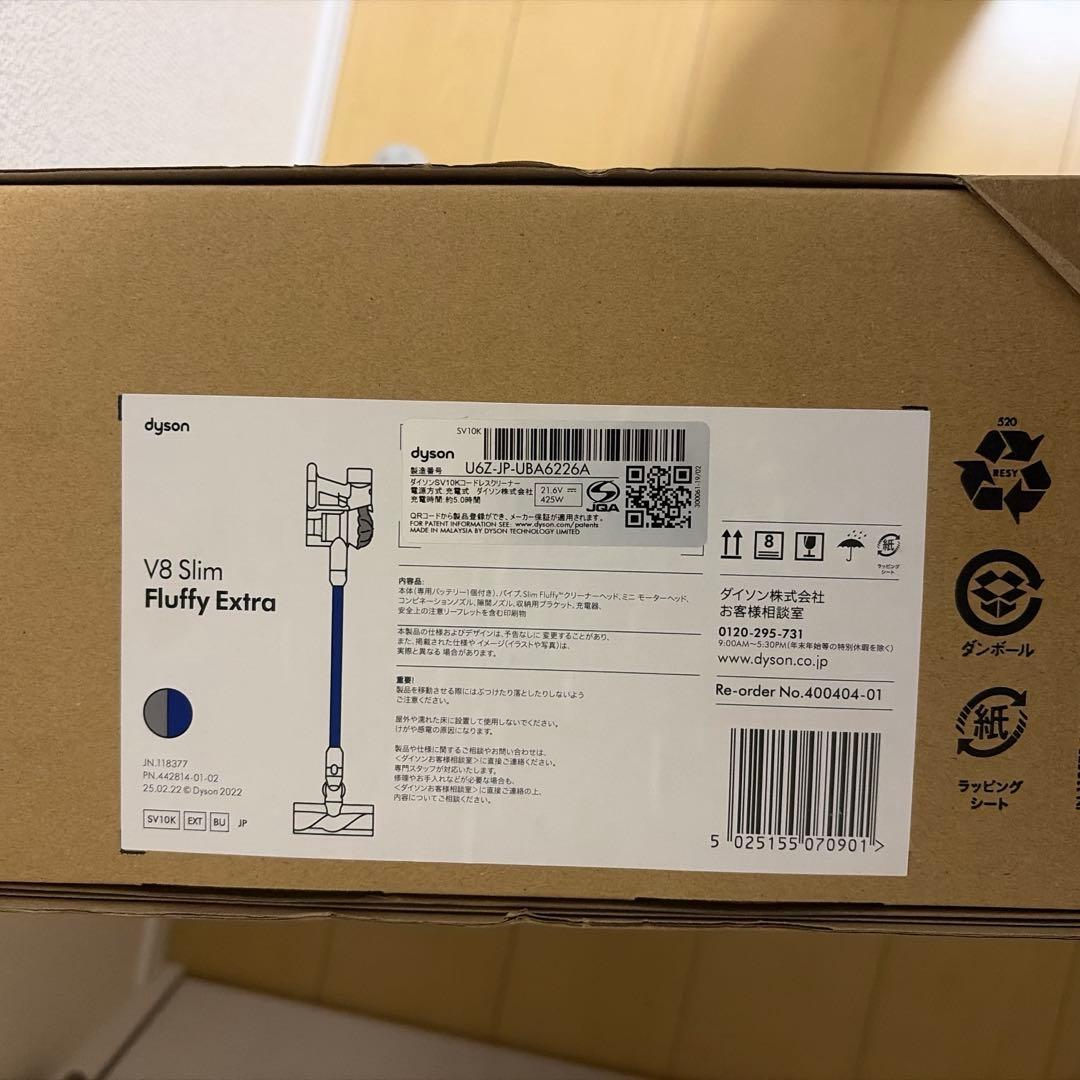 dyson
V8 Slim
Fluffy Extra
JN.118377
PN.442814-01-02
25.02.22 © Dyson 2022
SV10K EXT BU JP
SV10K
dyson
製造番号 U6Z-JP-UBA6226A
ダイソンSV10Kコードレスクリーナー
電源方式:充電式 ダイソン株式会社
充電時間:約5.0時間
21.6V
425W
JQA
QRコードから製品登録ができ、メーカー保証が適用されます。
FOR PATENT INFORMATION SEE: www.dyson.com/patents
MADE IN MALAYSIA BY DYSON TECHNOLOGY LIMITED
300061-19/02
内容品:
本体(専用バッテリー1個付き)、パイプ、Slim Fluffy™クリーナーヘッド、ミニ モーターヘッド、
コンビネーションノズル、隙間ノズル、収納用ブラケット、充電器、
安全上の注意リーフレットを含む印刷物
本製品の仕様およびデザインは、予告なしに 変更することがあり、
また、掲載された仕様や イメージ(イラストや写真)は、
実際と異なる 場合があります。
重要!
製品を移動させる際にはぶつけたり落としたりしないよう
ご注意ください。
屋外や濡れた床に設置して使用しないでください。
けがや感電の原因になります。
製品や仕様に関するご相談やお問い合わせは、
<ダイソンお客様相談室>に直接ご連絡ください。
専門スタッフが対応いたします。
修理やお手入れなどが必要な場合も、
<ダイソンお客様相談室>に直接ご連絡の上、
内容についてご相談ください。
8
紙
ラッピング
シート
ダイソン株式会社
お客様相談室
0120-295-731
9:00AM~5:30PM(年末年始等の特別休暇を除く)
www.dyson.co.jp
Re-order No.400404-01
5 025155 070901 >
520
RESY
ダンボール
紙
ラッピング
シート